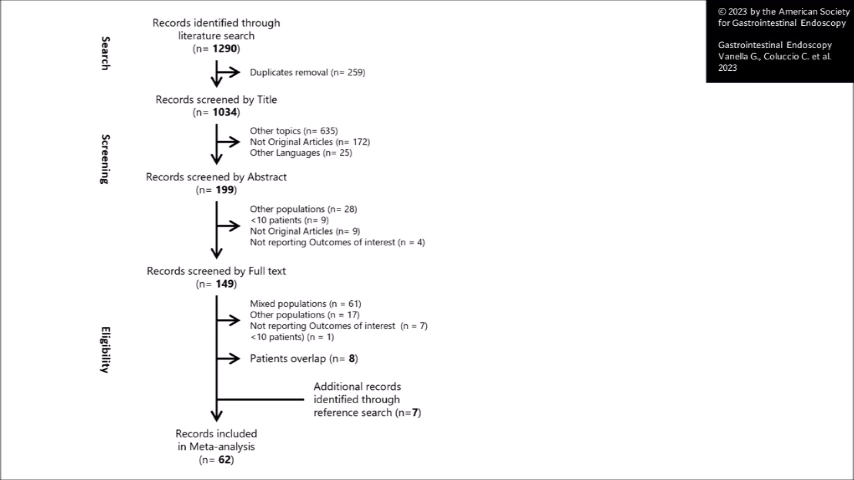 © 2023 by the American Society
for Gastrointestinal Endoscopy
Gastrointestinal Endoscopy
Vanella G., Coluccio C. et al.
2023
Search
Records identified through
literature search
(n= 1290)
Duplicates removal (n= 259)
Screening
Records screened by Title
(n= 1034)
Other topics (n= 635)
Not Original Articles (n= 172)
Other Languages (n= 25)
Records screened by Abstract
(n= 199)
Other populations (n= 28)
<10 patients (n= 9)
Not Original Articles (n= 9)
Not reporting Outcomes of interest (n = 4)
Eligibility
Records screened by Full text
(n= 149)
Mixed populations (n = 61)
Other populations (n = 17)
Not reporting Outcomes of interest (n = 7)
<10 patients) (n = 1)
Patients overlap (n= 8)
Additional records
identified through
reference search (n=7)
Records included
in Meta-analysis
(n= 62)